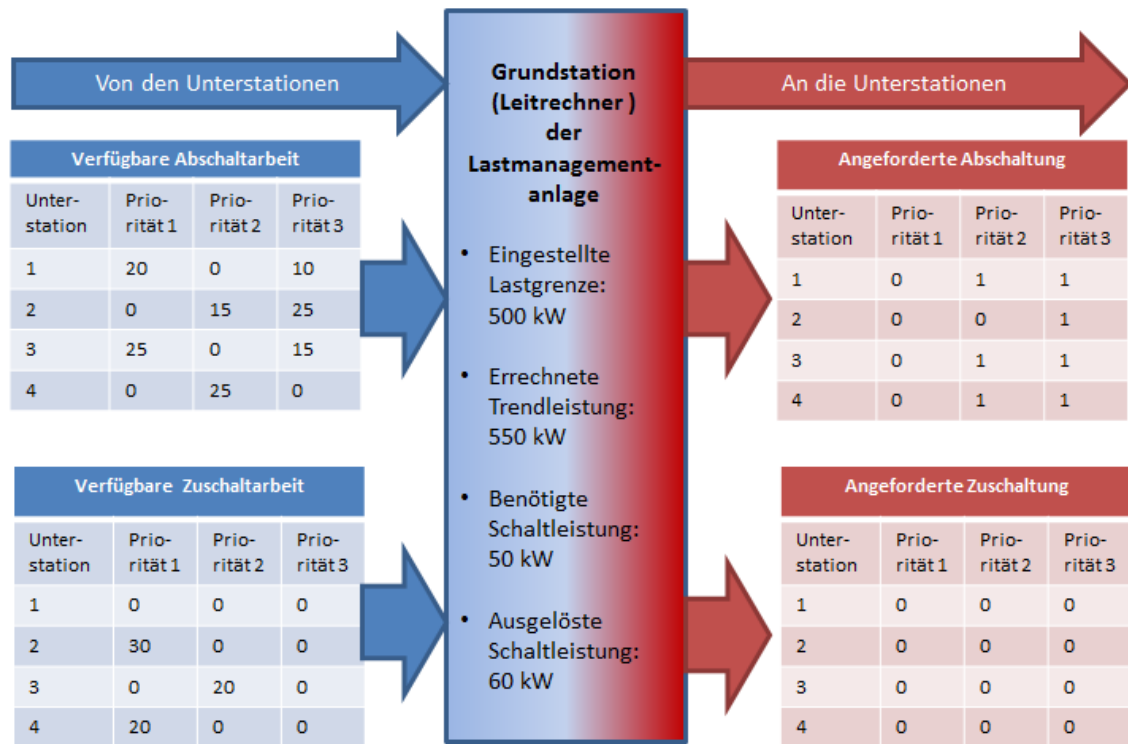 Von den Unterstationen
Grundstation
(Leitrechner )
der
Lastmanagement-
anlage
• Eingestellte
Lastgrenze:
500 kW
• Errechnete
Trendleistung:
550 kW
• Benötigte
Schaltleistung:
50 kW
• Ausgelöste
Schaltleistung:
60 kW
An die Unterstationen
Verfügbare Abschaltarbeit
Unter-station Prio-rität 1 Prio-rität 2 Prio-rität 3
1 20 0 10
2 0 15 25
3 25 0 15
4 0 25 0
Verfügbare Zuschaltarbeit
Unter-station Prio-rität 1 Prio-rität 2 Prio-rität 3
1 0 0 0
2 30 0 0
3 0 20 0
4 20 0 0
Angeforderte Abschaltung
Unter-station Prio-rität 1 Prio-rität 2 Prio-rität 3
1 0 1 1
2 0 0 1
3 0 1 1
4 0 1 1
Angeforderte Zuschaltung
Unter-station Prio-rität 1 Prio-rität 2 Prio-rität 3
1 0 0 0
2 0 0 0
3 0 0 0
4 0 0 0